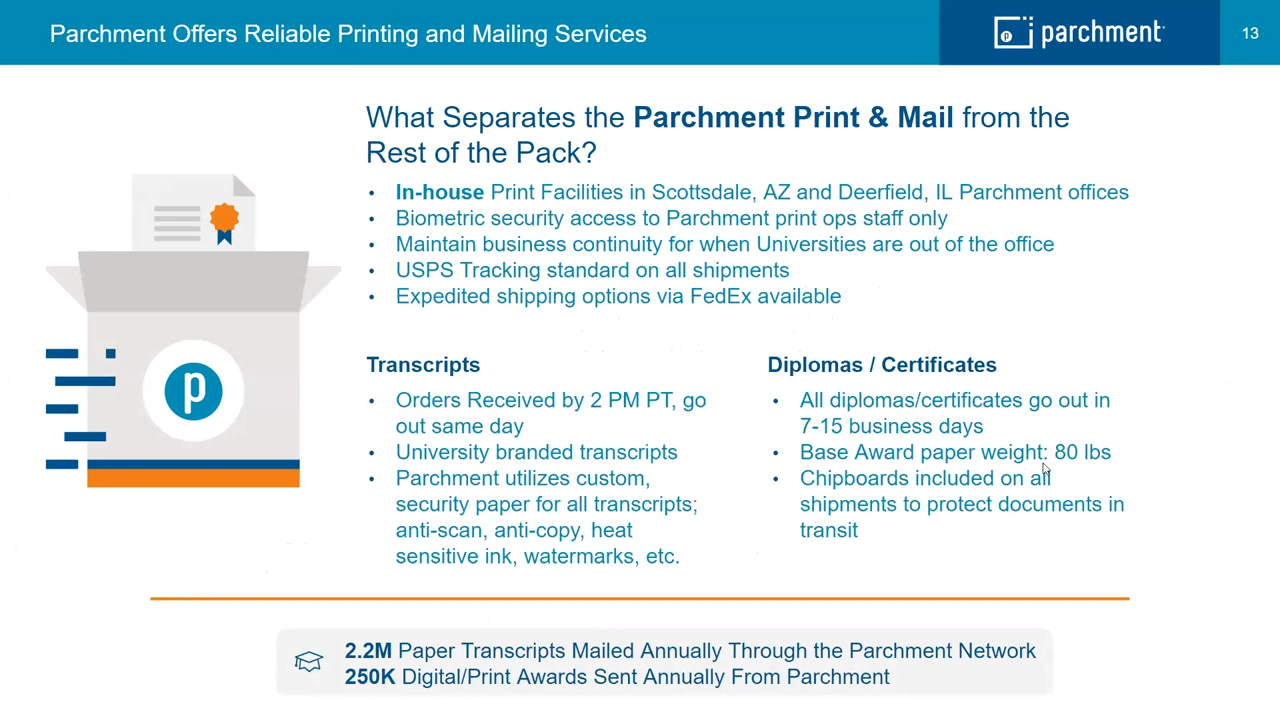 Parchment Offers Reliable Printing and Mailing Services
parchment
13
What Separates the Parchment Print & Mail from the
Rest of the Pack?
• In-house Print Facilities in Scottsdale, AZ and Deerfield, IL Parchment offices
• Biometric security access to Parchment print ops staff only
• Maintain business continuity for when Universities are out of the office
• USPS Tracking standard on all shipments
• Expedited shipping options via FedEx available
p
Transcripts
• Orders Received by 2 PM PT, go
out same day
• University branded transcripts
• Parchment utilizes custom,
security paper for all transcripts;
anti-scan, anti-copy, heat
sensitive ink, watermarks, etc.
Diplomas / Certificates
• All diplomas/certificates go out in
7-15 business days
• Base Award paper weight: 80 lbs
• Chipboards included on all
shipments to protect documents in
transit
2.2M Paper Transcripts Mailed Annually Through the Parchment Network
250K Digital/Print Awards Sent Annually From Parchment